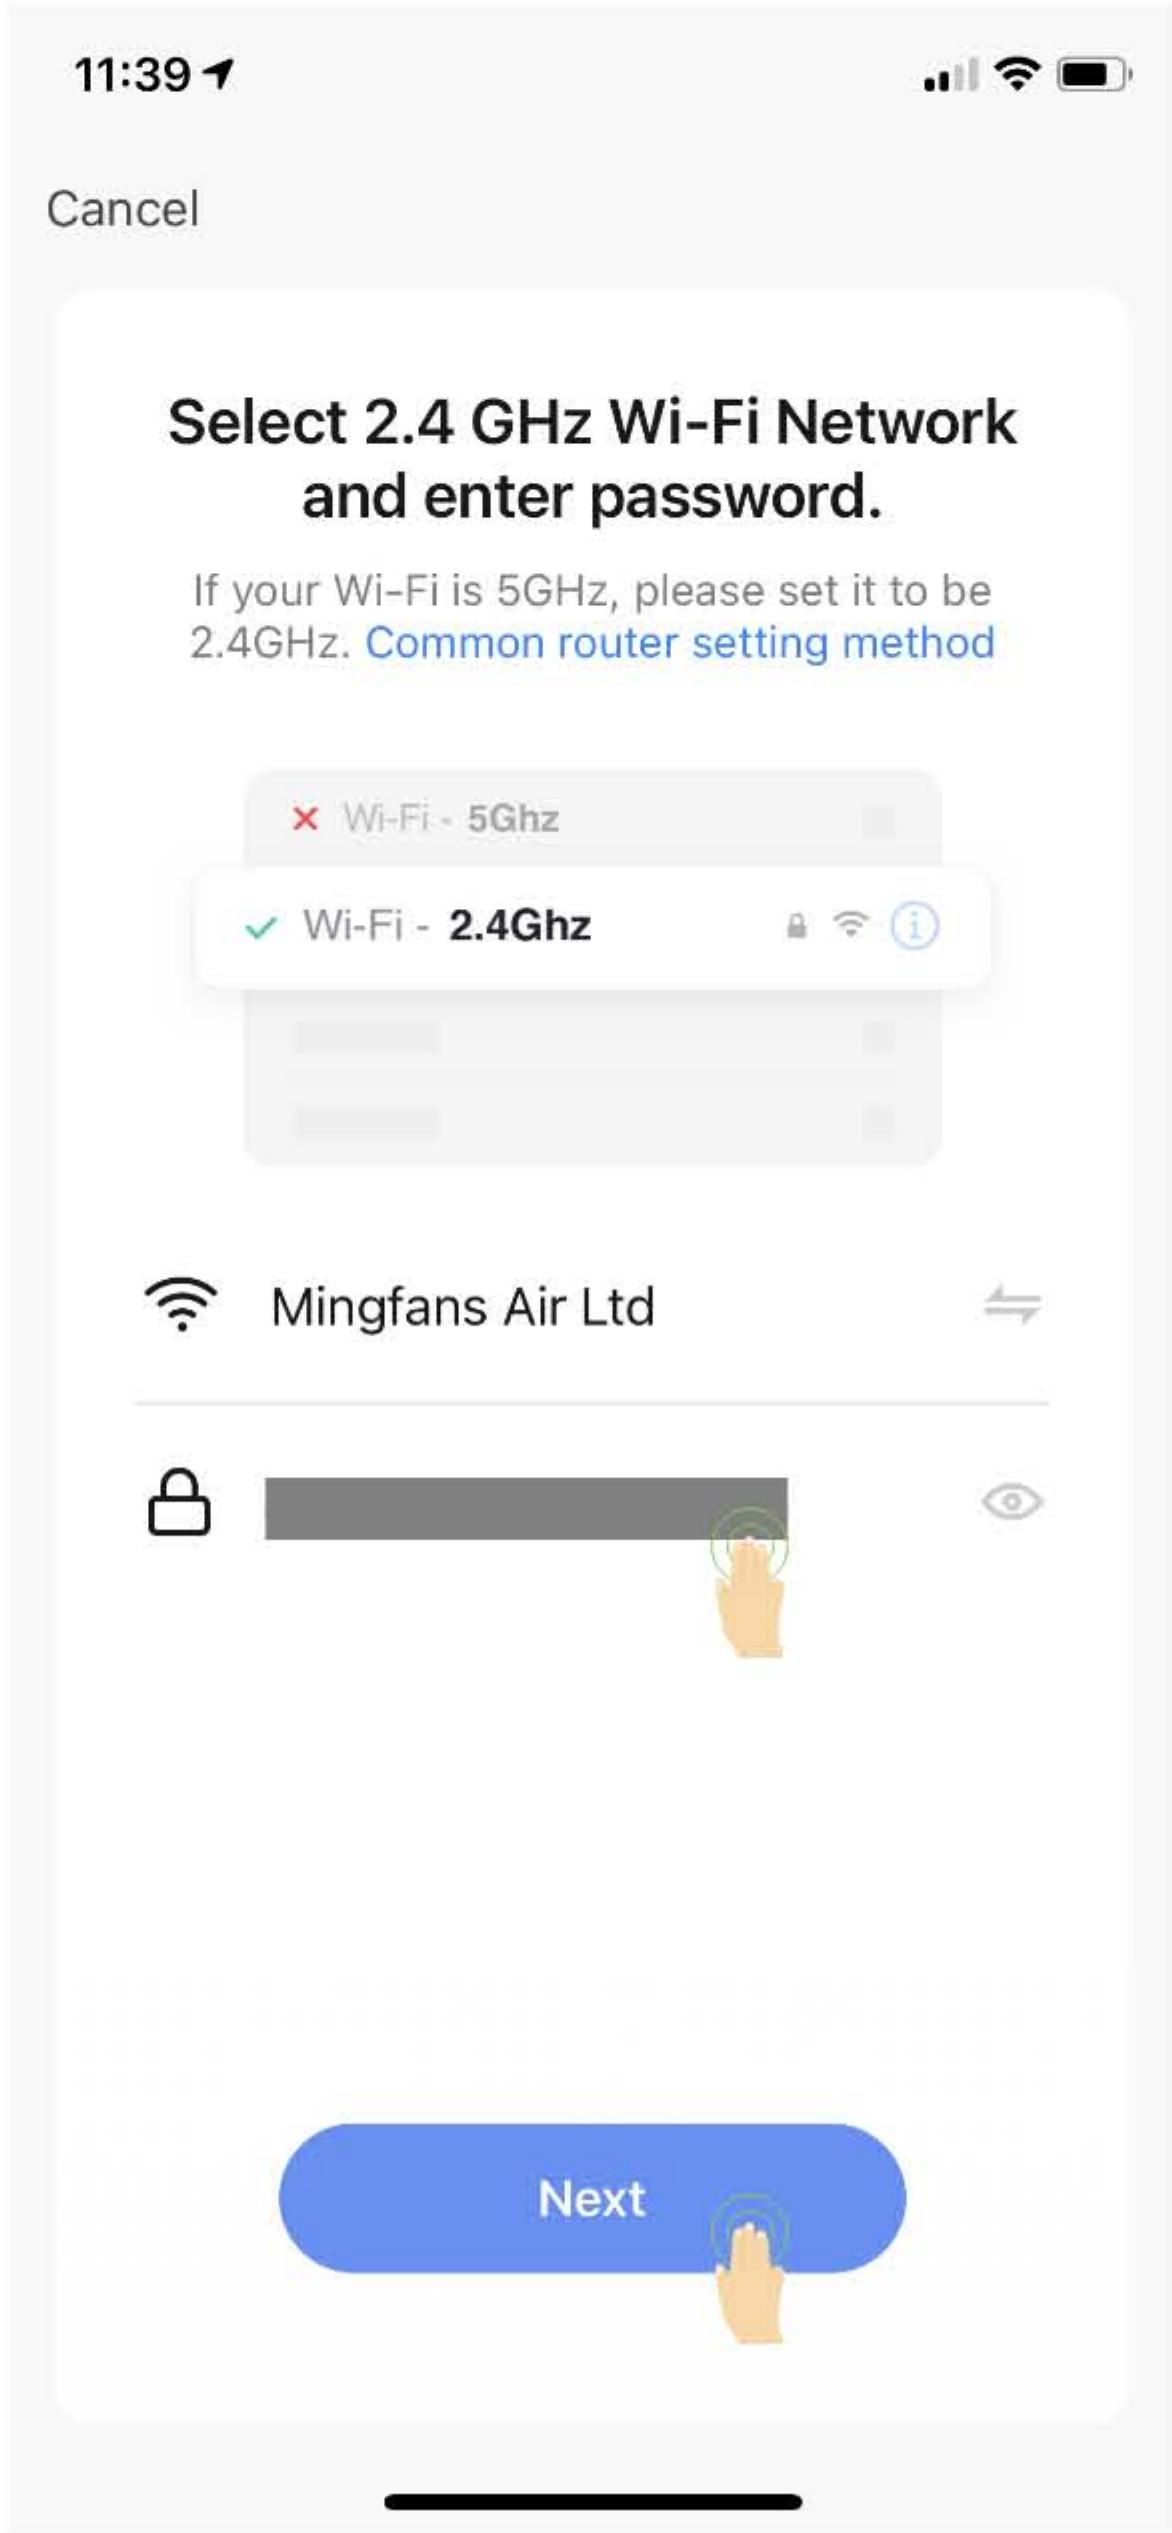 11:39
Cancel
Select 2.4 GHz Wi-Fi Network
and enter password.
If your Wi-Fi is 5GHz, please set it to be
2.4GHz. Common router setting method
Wi-Fi - 5Ghz
Wi-Fi - 2.4Ghz
Mingfans Air Ltd
Next